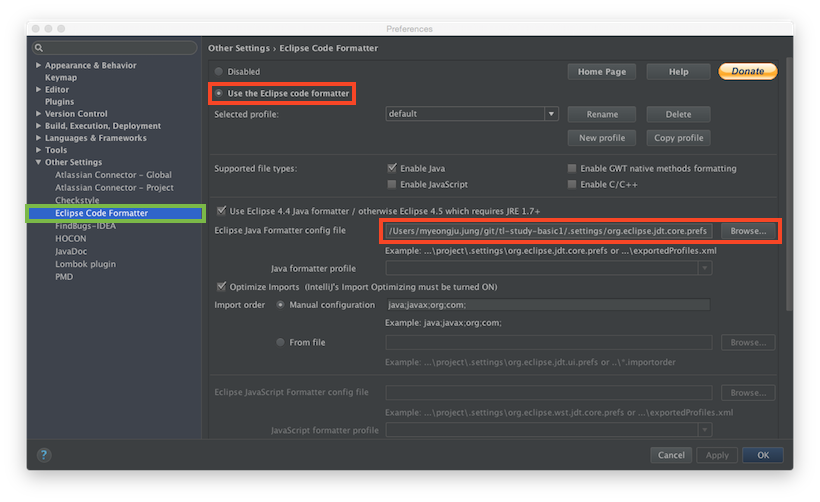 Preferences
Other Settings › Eclipse Code Formatter
Appearance & Behavior
Keymap
Editor
Plugins
Version Control
Build, Execution, Deployment
Languages & Frameworks
Tools
Other Settings
Atlassian Connector - Global
Atlassian Connector - Project
Checkstyle
Eclipse Code Formatter
FindBugs-IDEA
HOCON
JavaDoc
Lombok plugin
PMD
Disabled
Home Page
Help
Donate
Use the Eclipse code formatter
Selected profile:
default
Rename
Delete
New profile
Copy profile
Supported file types:
Enable Java
Enable GWT native methods formatting
Enable JavaScript
Enable C/C++
Use Eclipse 4.4 Java formatter / otherwise Eclipse 4.5 which requires JRE 1.7+
Eclipse Java Formatter config file
/Users/myeongju.jung/git/tl-study-basic1/.settings/org.eclipse.jdt.core.prefs
Browse...
Example: ...\project\.settings\org.eclipse.jdt.core.prefs or ...\exportedProfiles.xml
Java formatter profile
Optimize Imports (IntelliJ's Import Optimizing must be turned ON)
Import order
Manual configuration
java;javax;org;com;
Example: java;javax;org;com;
From file
Browse...
Example: ...\project\.settings\org.eclipse.jdt.ui.prefs or ..\*.importorder
Eclipse JavaScript Formatter config file
Browse...
Example: ...\project\.settings\org.eclipse.wst.jdt.core.prefs or ...\exportedProfiles.xml
JavaScript formatter profile
?
Cancel
Apply
OK